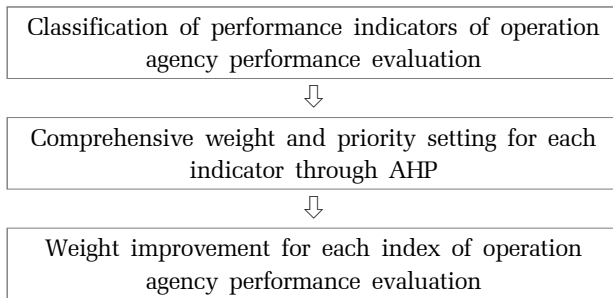 Classification of performance indicators of operation
agency performance evaluation
Comprehensive weight and priority setting for each
indicator through AHP
Weight improvement for each index of operation
agency performance evaluation